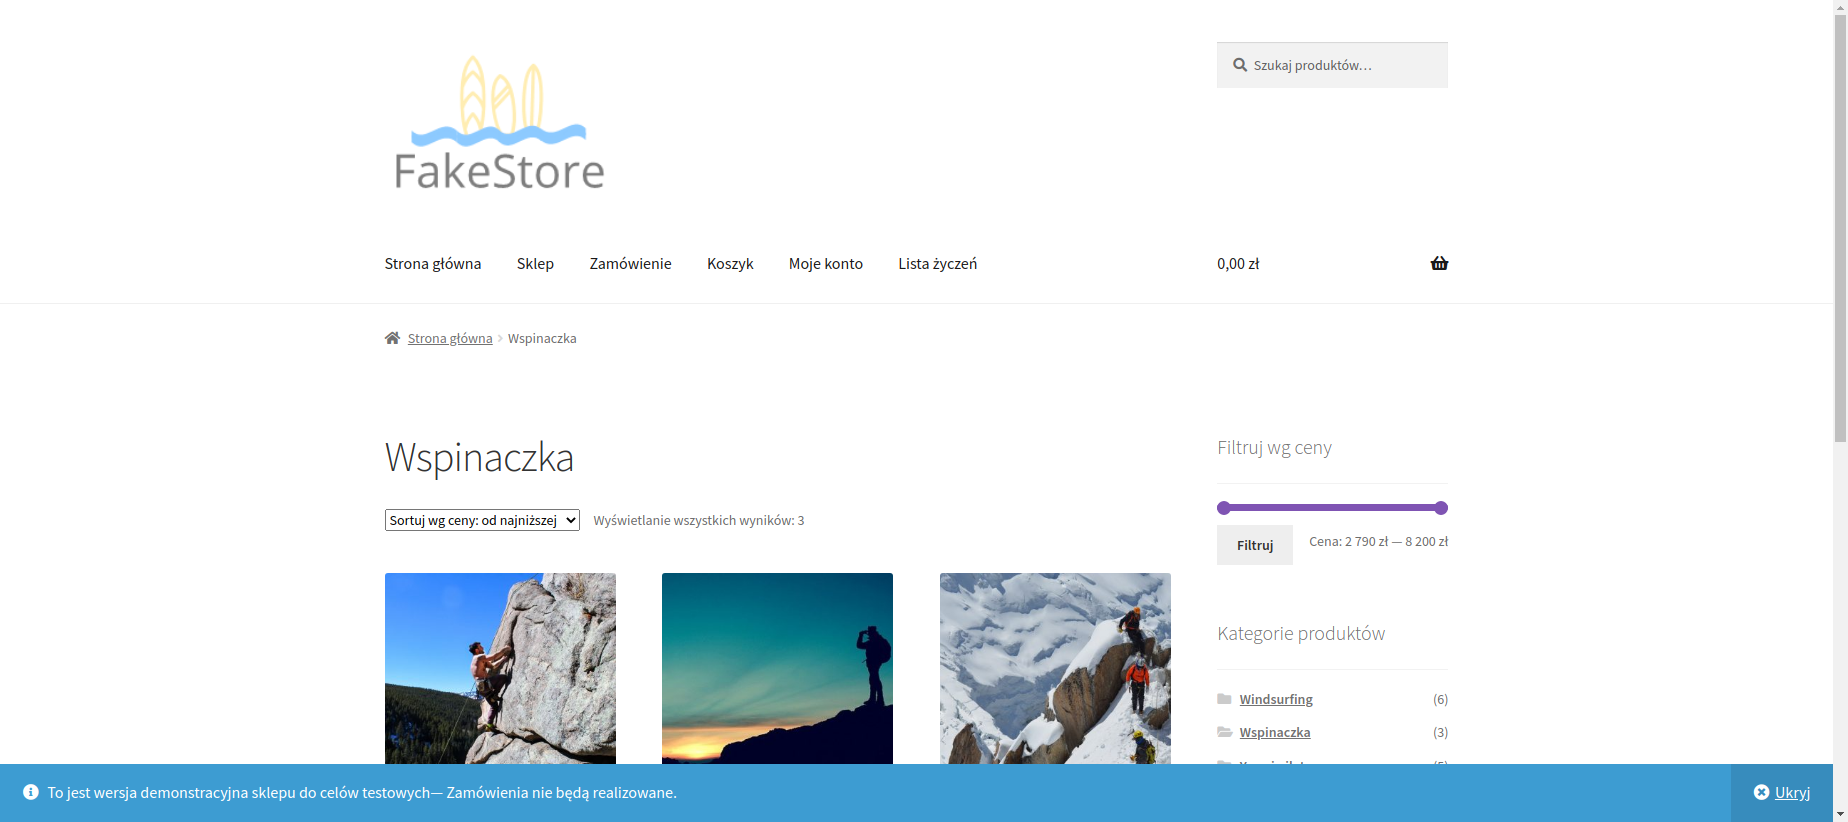 Szukaj produktów…
FakeStore
Strona główna Sklep Zamówienie Koszyk Moje konto Lista życzeń 0,00 zł
Strona główna Wspinaczka
Wspinaczka
Sortuj wg ceny: od najniższej Wyświetlanie wszystkich wyników: 3
Filtruj wg ceny
Filtruj Cena: 2 790 zł — 8 200 zł
Kategorie produktów
Windsurfing (6)
Wspinaczka (3)
To jest wersja demonstracyjna sklepu do celów testowych— Zamówienia nie będą realizowane.
Ukryj